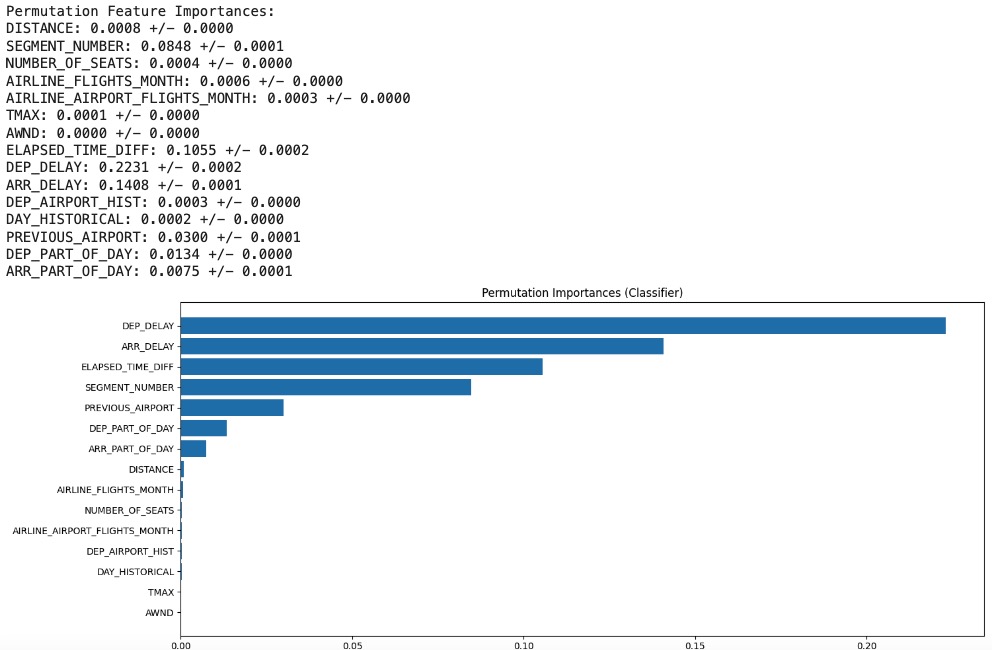 Permutation Feature Importances:
DISTANCE: 0.0008 +/- 0.0000
SEGMENT_NUMBER: 0.0848 +/- 0.0001
NUMBER_OF_SEATS: 0.0004 +/- 0.0000
AIRLINE_FLIGHTS_MONTH: 0.0006 +/- 0.0000
AIRLINE_AIRPORT_FLIGHTS_MONTH: 0.0003 +/- 0.0000
TMAX: 0.0001 +/- 0.0000
AWND: 0.0000 +/- 0.0000
ELAPSED_TIME_DIFF: 0.1055 +/- 0.0002
DEP_DELAY: 0.2231 +/- 0.0002
ARR_DELAY: 0.1408 +/- 0.0001
DEP_AIRPORT_HIST: 0.0003 +/- 0.0000
DAY_HISTORICAL: 0.0002 +/- 0.0000
PREVIOUS_AIRPORT: 0.0300 +/- 0.0001
DEP_PART_OF_DAY: 0.0134 +/- 0.0000
ARR_PART_OF_DAY: 0.0075 +/- 0.0001
Permutation Importances (Classifier)
DEP_DELAY
ARR_DELAY
ELAPSED_TIME_DIFF
SEGMENT_NUMBER
PREVIOUS_AIRPORT
DEP_PART_OF_DAY
ARR_PART_OF_DAY
DISTANCE
AIRLINE_FLIGHTS_MONTH
NUMBER_OF_SEATS
AIRLINE_AIRPORT_FLIGHTS_MONTH
DEP_AIRPORT_HIST
DAY_HISTORICAL
TMAX
AWND
0.00 0.05 0.10 0.15 0.20